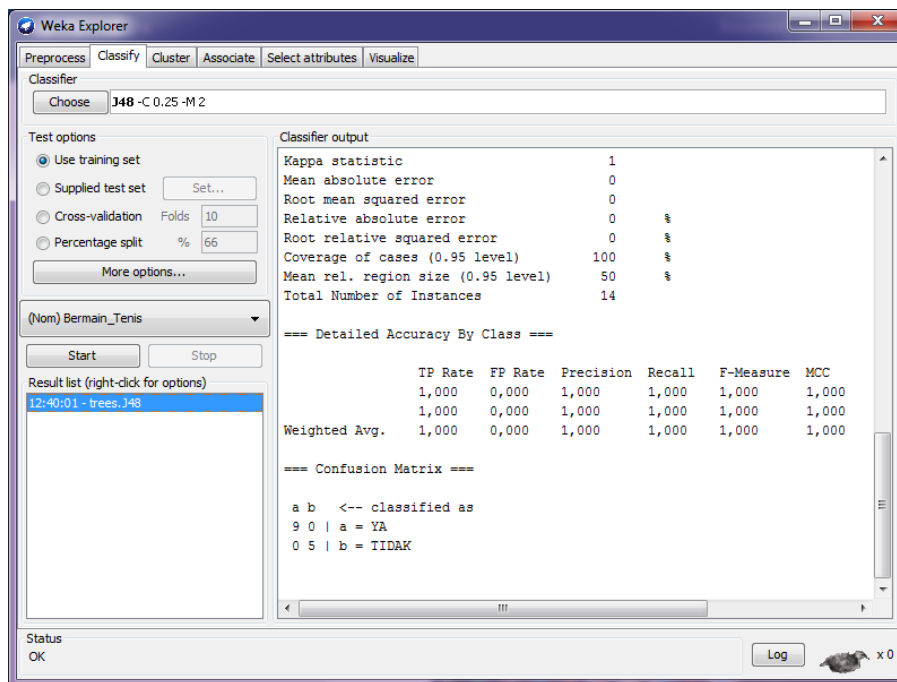 Weka Explorer
Preprocess Classify Cluster Associate Select attributes Visualize
Classifier
Choose J48 -C 0.25 -M 2
Test options
Use training set
Supplied test set Set...
Cross-validation Folds 10
Percentage split % 66
More options...
(Nom) Bermain_Tenis
Start Stop
Result list (right-click for options)
12:40:01 - trees.J48
Classifier output
Kappa statistic 1
Mean absolute error 0
Root mean squared error 0
Relative absolute error 0 %
Root relative squared error 0 %
Coverage of cases (0.95 level) 100 %
Mean rel. region size (0.95 level) 50 %
Total Number of Instances 14
=== Detailed Accuracy By Class ===
TP Rate FP Rate Precision Recall F-Measure MCC
1,000 0,000 1,000 1,000 1,000 1,000
1,000 0,000 1,000 1,000 1,000 1,000
Weighted Avg. 1,000 0,000 1,000 1,000 1,000 1,000
=== Confusion Matrix ===
a b <-- classified as
9 0 | a = YA
0 5 | b = TIDAK
Status
OK
Log
x 0